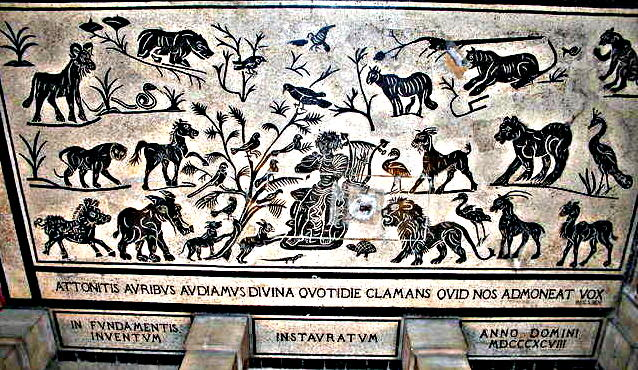 ATTONITIS AVRIBVS AVDIAMVS DIVINA QVOTIDIE CLAMANS QVID NOS ADMONEAT VOX
IN FVNDAMENTIS
INVENTVM
INSTAVRATVM
ANNO DOMINI
MDCCCXCVIII